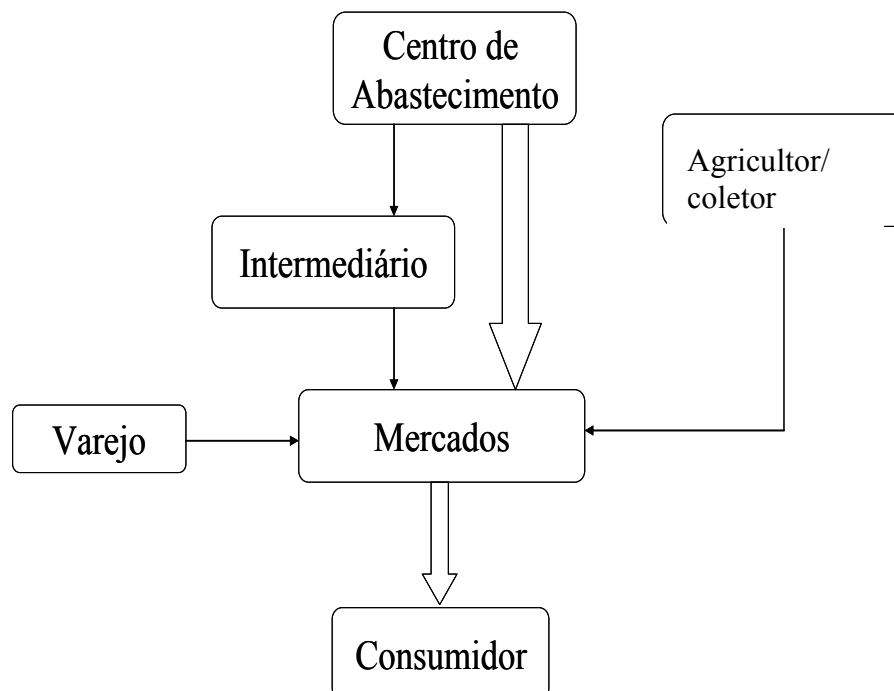 Centro de
Abastecimento
Agricultor/
coletor
Intermediário
Varejo
Mercados
Consumidor